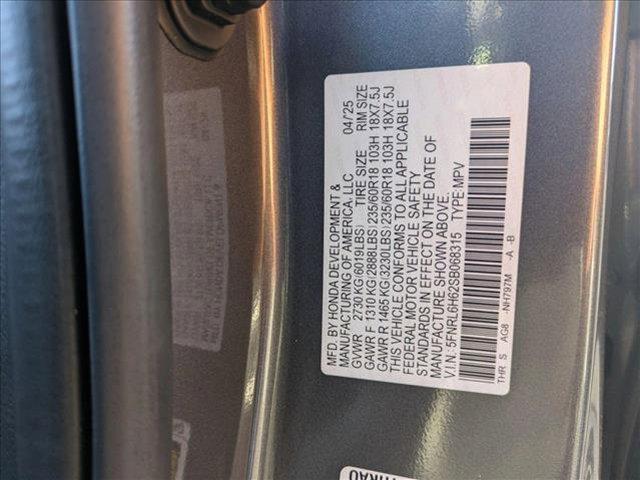 MFD. BY HONDA DEVELOPMENT &
MANUFACTURING OF AMERICA, LLC 04/25
GVWR 2730 KG(6019LBS) TIRE SIZE RIM SIZE
GAWR F 1310 KG(2888LBS) 235/60R18 103H 18X7.5J
GAWR R 1465 KG(3230LBS) 235/60R18 103H 18X7.5J
THIS VEHICLE CONFORMS TO ALL APPLICABLE
FEDERAL MOTOR VEHICLE SAFETY
STANDARDS IN EFFECT ON THE DATE OF
MANUFACTURE SHOWN ABOVE.
V.I.N.: 5FNRL6H62SB068315 TYPE:MPV
THR S AG8 -NH797M -A -B